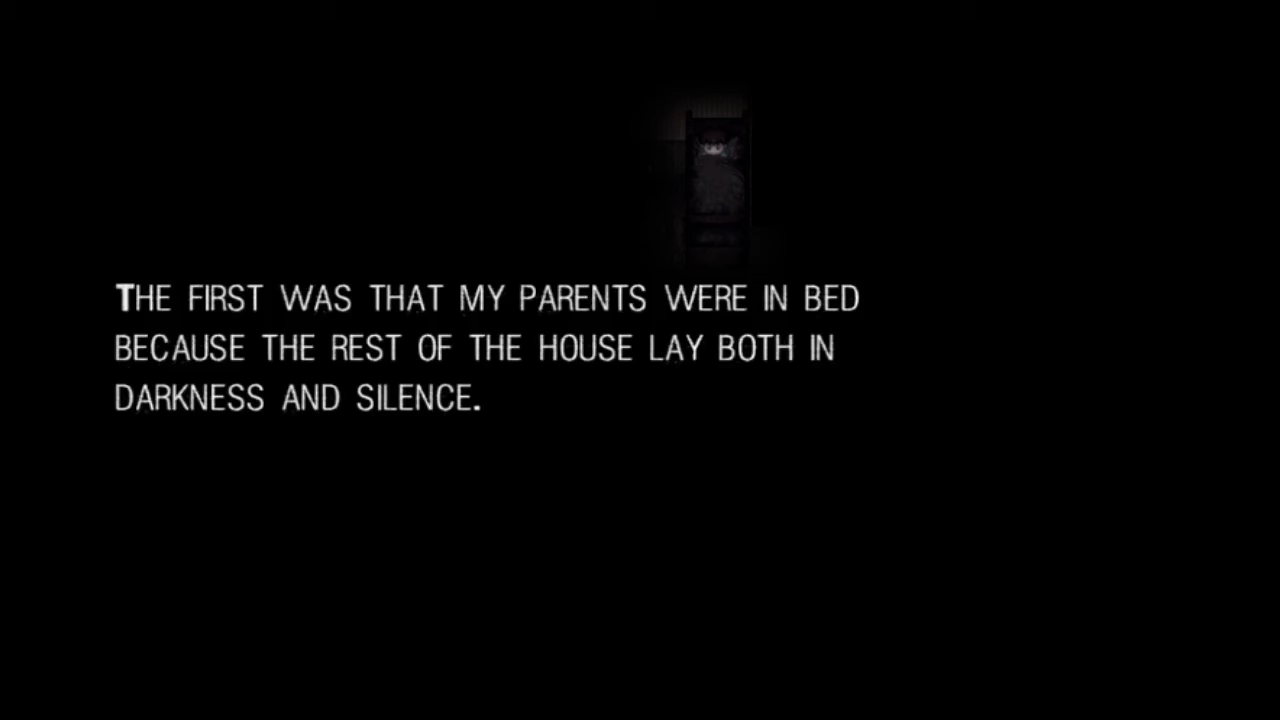 THE FIRST WAS THAT MY PARENTS WERE IN BED
BECAUSE THE REST OF THE HOUSE LAY BOTH IN
DARKNESS AND SILENCE.